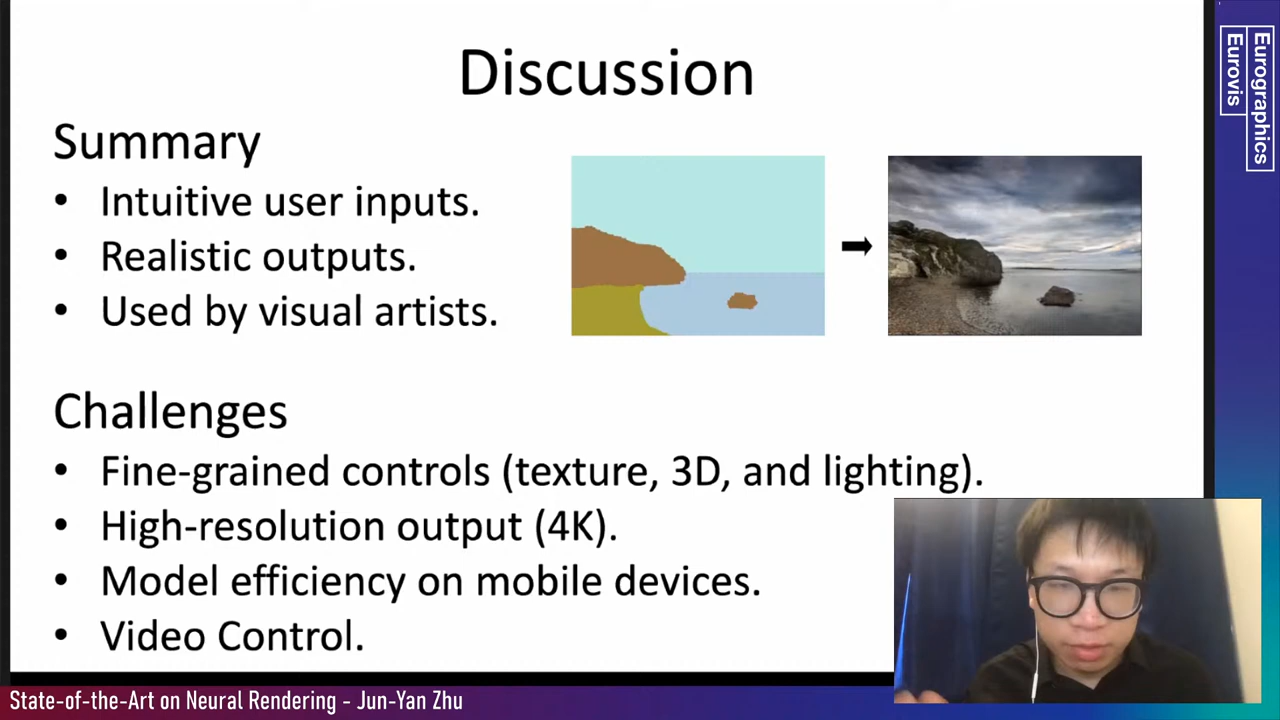 Discussion
Summary
• Intuitive user inputs.
• Realistic outputs.
• Used by visual artists.
Challenges
• Fine-grained controls (texture, 3D, and lighting).
• High-resolution output (4K).
• Model efficiency on mobile devices.
• Video Control.
Eurographics
Eurovis
State-of-the-Art on Neural Rendering - Jun-Yan Zhu